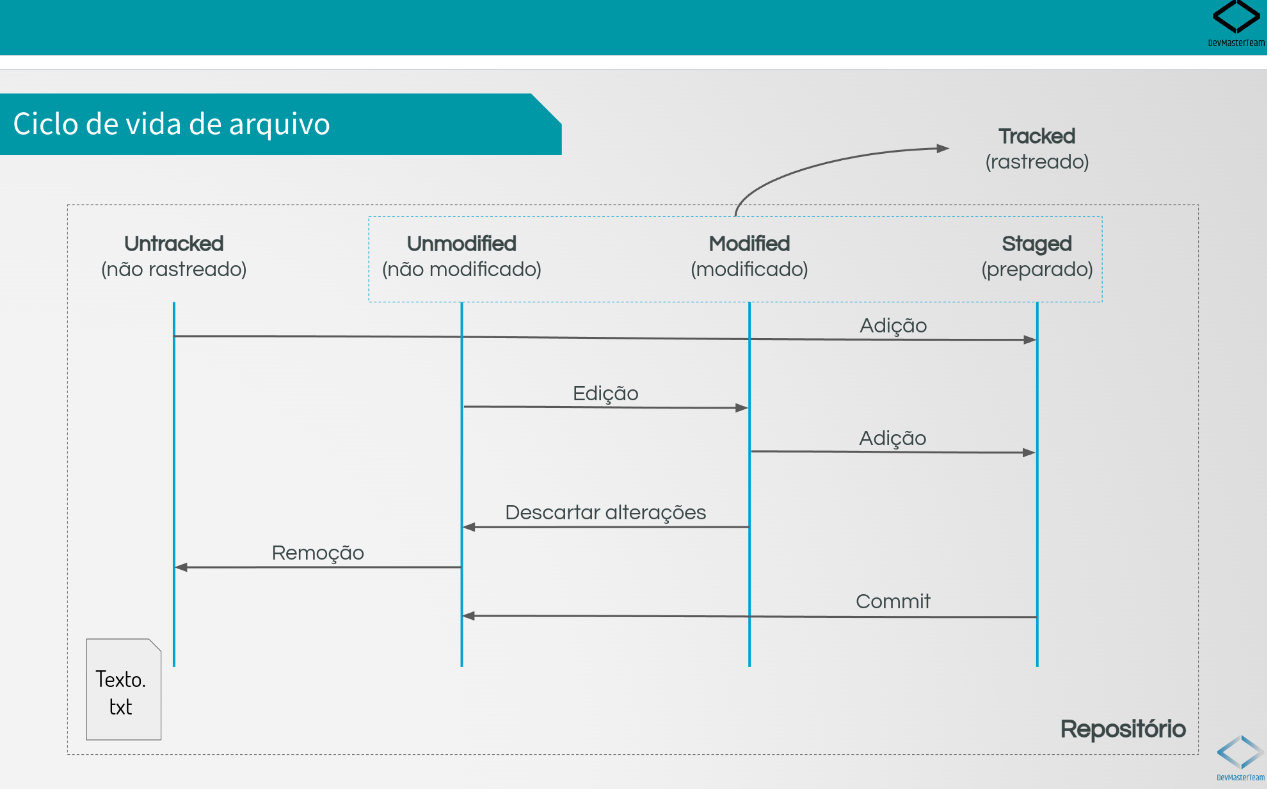 DevMasterTeam
Ciclo de vida de arquivo
Tracked
(rastreado)
Untracked
(não rastreado)
Unmodified
(não modificado)
Modified
(modificado)
Staged
(preparado)
Adição
Edição
Adição
Descartar alterações
Remoção
Commit
Texto.
txt
Repositório
DevMasterTeam